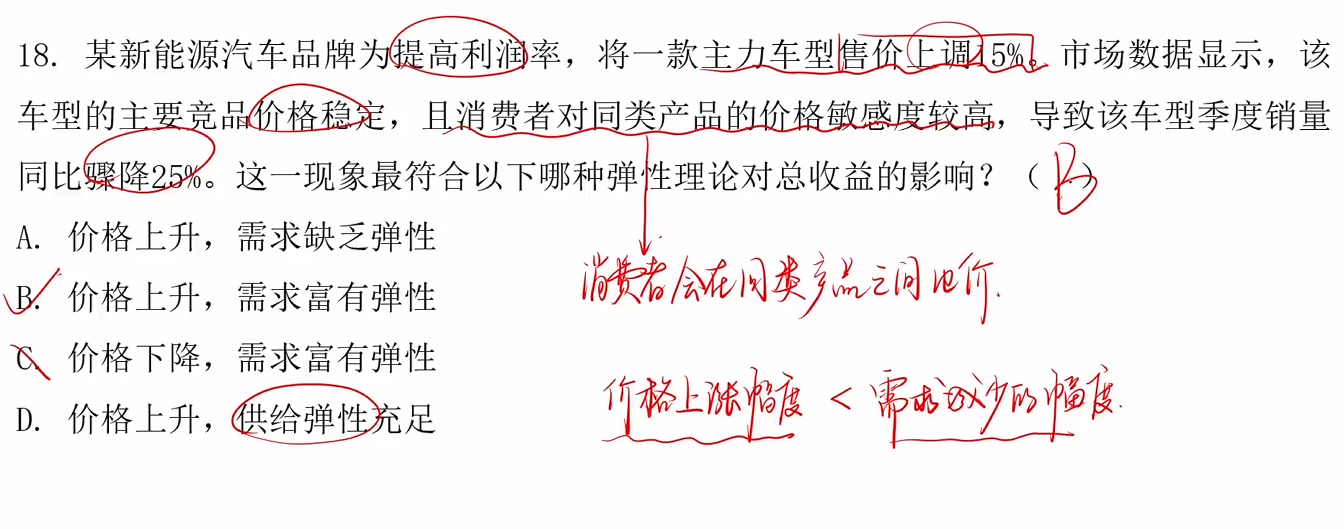 18. 某新能源汽车品牌为提高利润率，将一款主力车型售价上调15%。市场数据显示，该
车型的主要竞品价格稳定，且消费者对同类产品的价格敏感度较高，导致该车型季度销量
同比骤降25%。这一现象最符合以下哪种弹性理论对总收益的影响？（B）
A. 价格上升，需求缺乏弹性
B. 价格上升，需求富有弹性
消费者会在同类产品之间比价.
C. 价格下降，需求富有弹性
价格上涨幅度 < 需求减少的幅度.
D. 价格上升，供给弹性充足